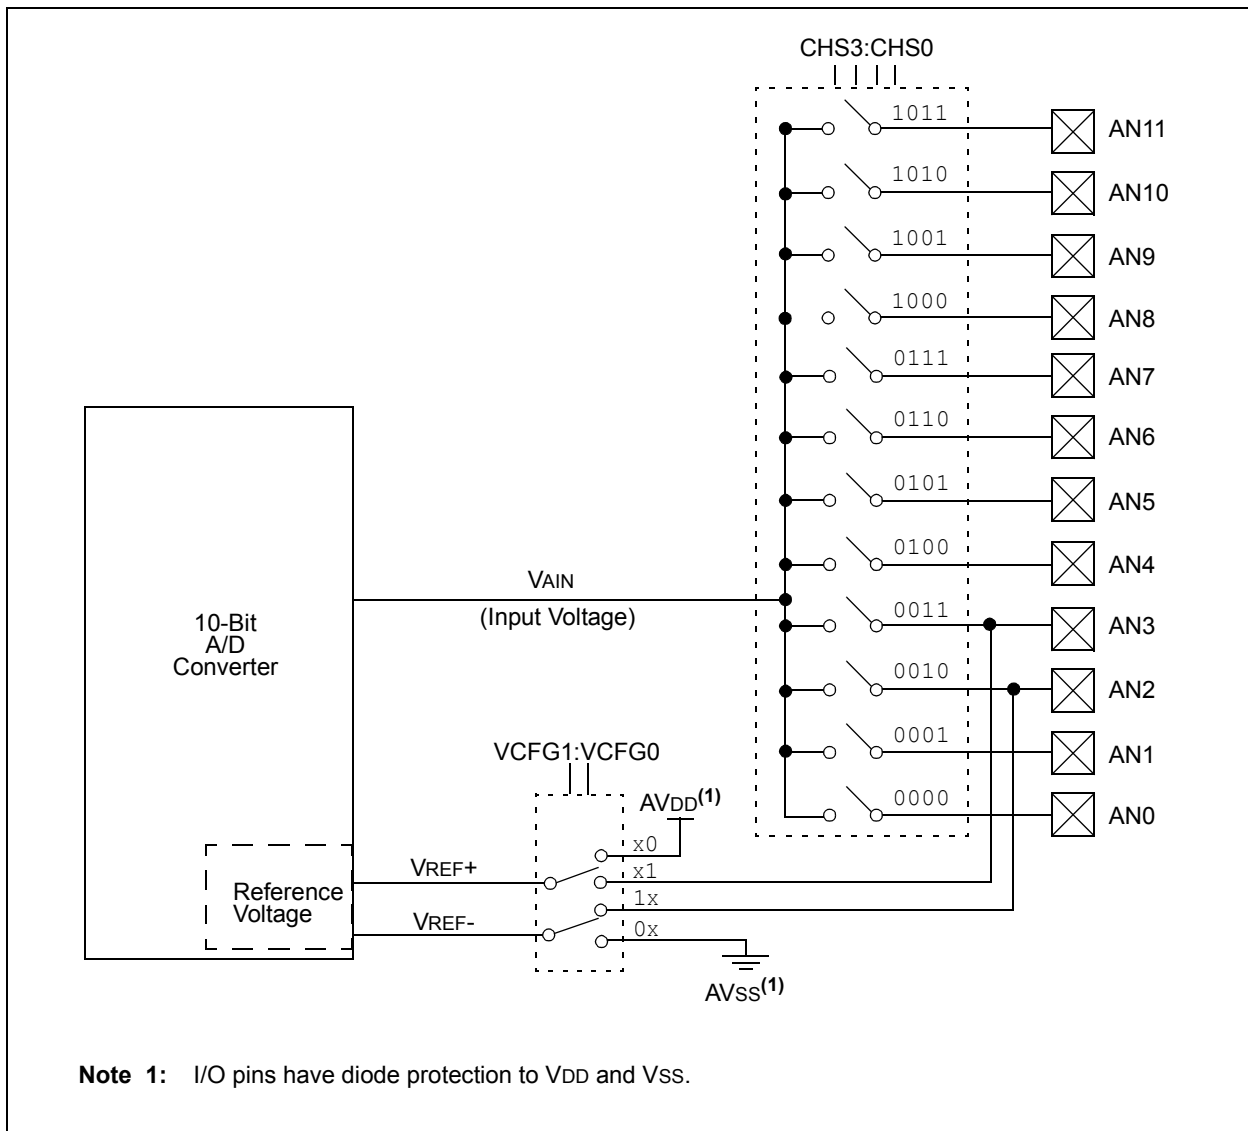 CHS3:CHS0
1011 AN11
1010 AN10
1001 AN9
1000 AN8
0111 AN7
0110 AN6
0101 AN5
0100 AN4
VAIN
(Input Voltage)
0011 AN3
10-Bit
A/D
Converter
0010 AN2
0001 AN1
VCFG1:VCFG0
0000 AN0
AVDD(1)
x0
VREF+
x1
Reference
Voltage
1x
VREF-
0x
AVSS(1)
Note 1: I/O pins have diode protection to VDD and VSS.